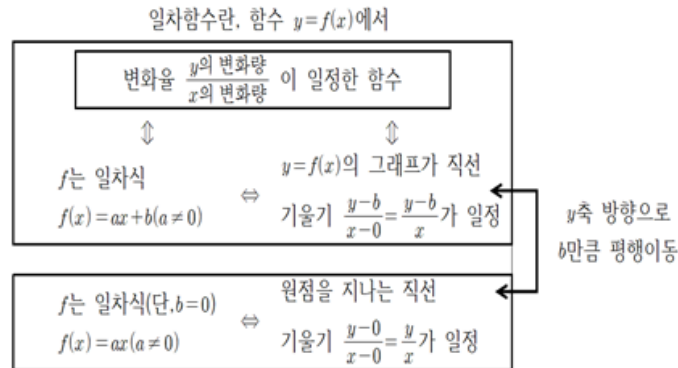 일차함수란, 함수 y=f(x)에서
변화율 y의 변화량/x의 변화량 이 일정한 함수
⇕ ⇕
f는 일차식
f(x)=ax+b(a≠0)
⇔
y=f(x)의 그래프가 직선
기울기 (y-b)/(x-0)=(y-b)/x가 일정
y축 방향으로
b만큼 평행이동
f는 일차식(단,b=0)
f(x)=ax(a≠0)
⇔
원점을 지나는 직선
기울기 (y-0)/(x-0)=y/x가 일정